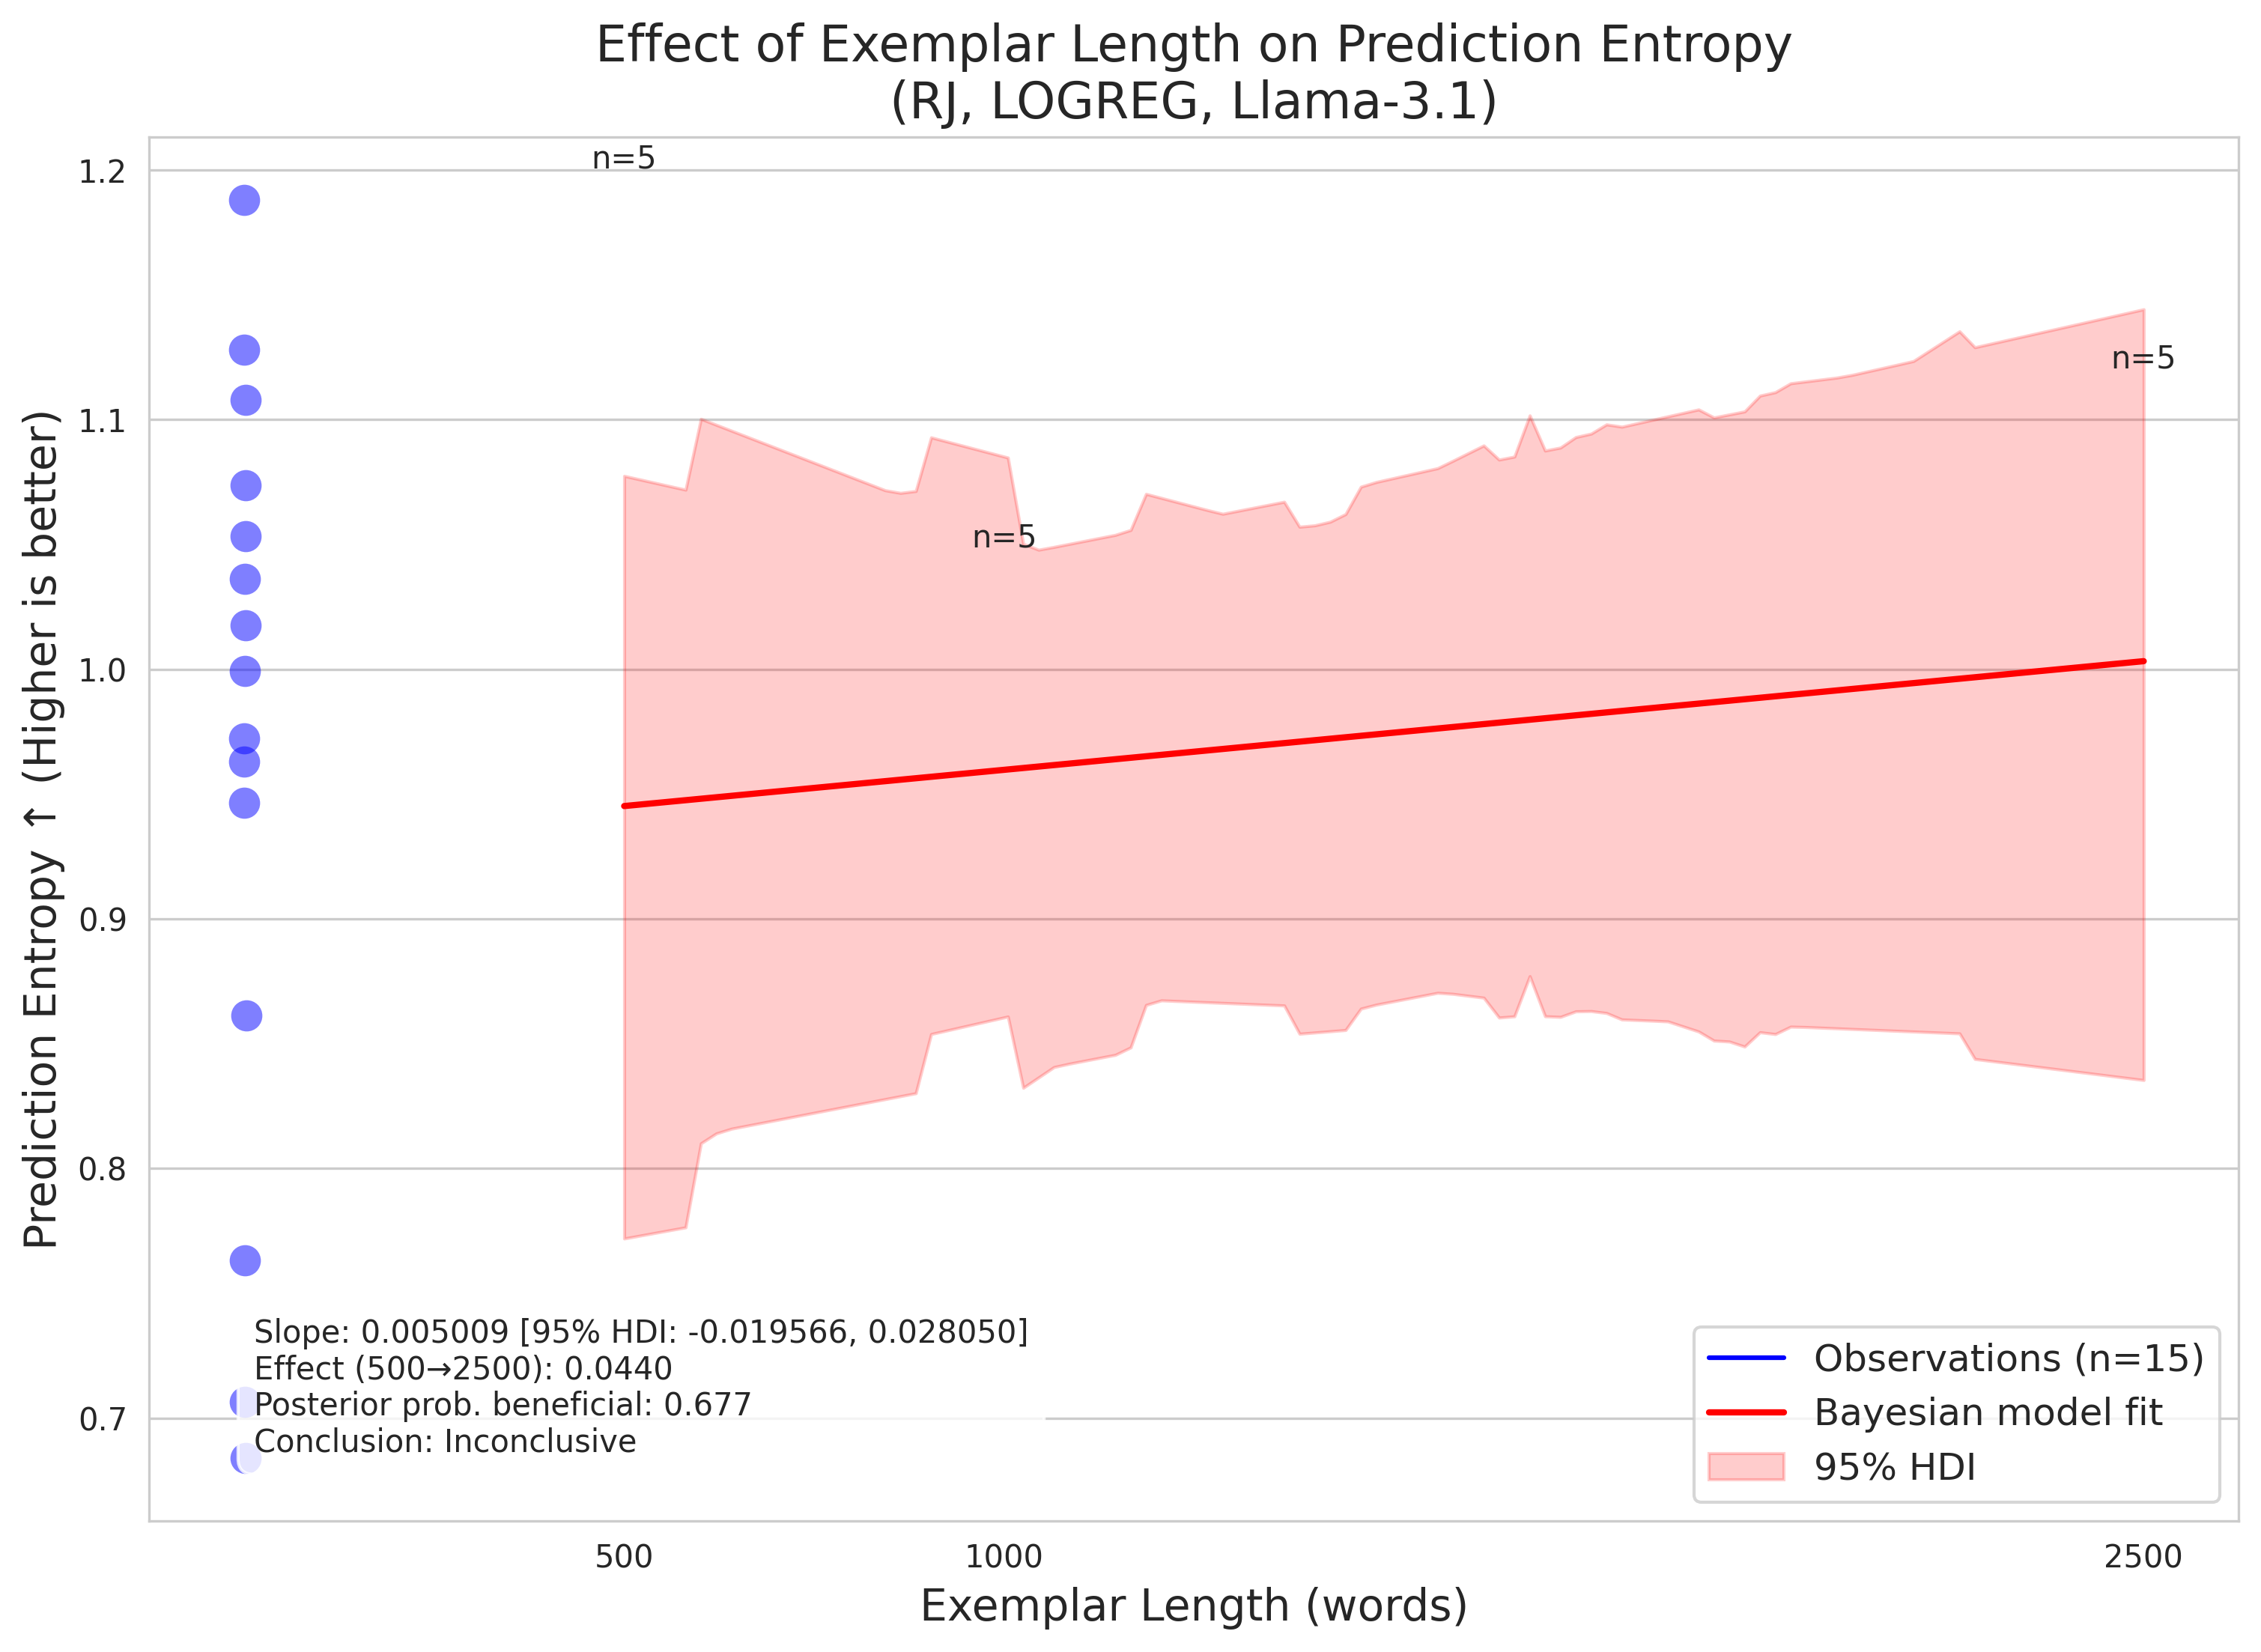 Effect of Exemplar Length on Prediction Entropy
(RJ, LOGREG, Llama-3.1)
Prediction Entropy ↑ (Higher is better)
1.2
1.1
1.0
0.9
0.8
0.7
n=5
n=5
n=5
Slope: 0.005009 [95% HDI: -0.019566, 0.028050]
Effect (500→2500): 0.0440
Posterior prob. beneficial: 0.677
Conclusion: Inconclusive
Observations (n=15)
Bayesian model fit
95% HDI
500
1000
2500
Exemplar Length (words)